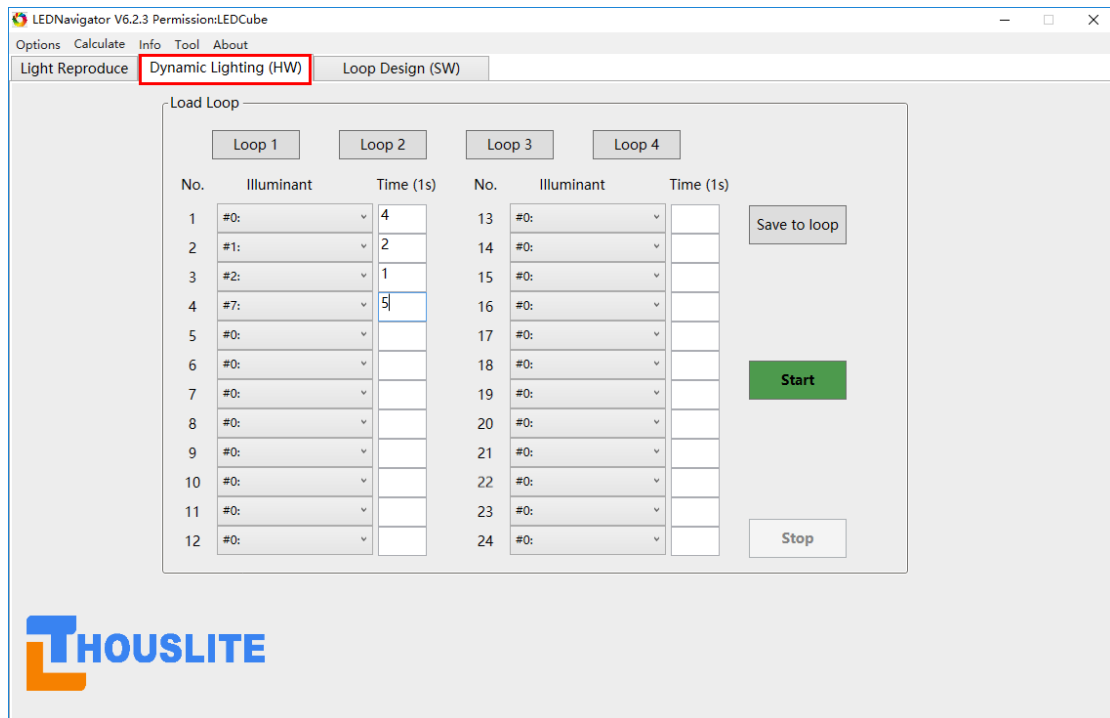 LEDNavigator V6.2.3 Permission:LEDCube
Options Calculate Info Tool About
Light Reproduce Dynamic Lighting (HW) Loop Design (SW)
Load Loop
Loop 1 Loop 2 Loop 3 Loop 4
No. Illuminant Time (1s) No. Illuminant Time (1s)
1 #0: 4 13 #0:
Save to loop
2 #1: 2 14 #0:
3 #2: 1 15 #0:
4 #7: 5 16 #0:
5 #0: 17 #0:
6 #0: 18 #0:
Start
7 #0: 19 #0:
8 #0: 20 #0:
9 #0: 21 #0:
10 #0: 22 #0:
11 #0: 23 #0:
12 #0: 24 #0:
Stop
THOUSLITE